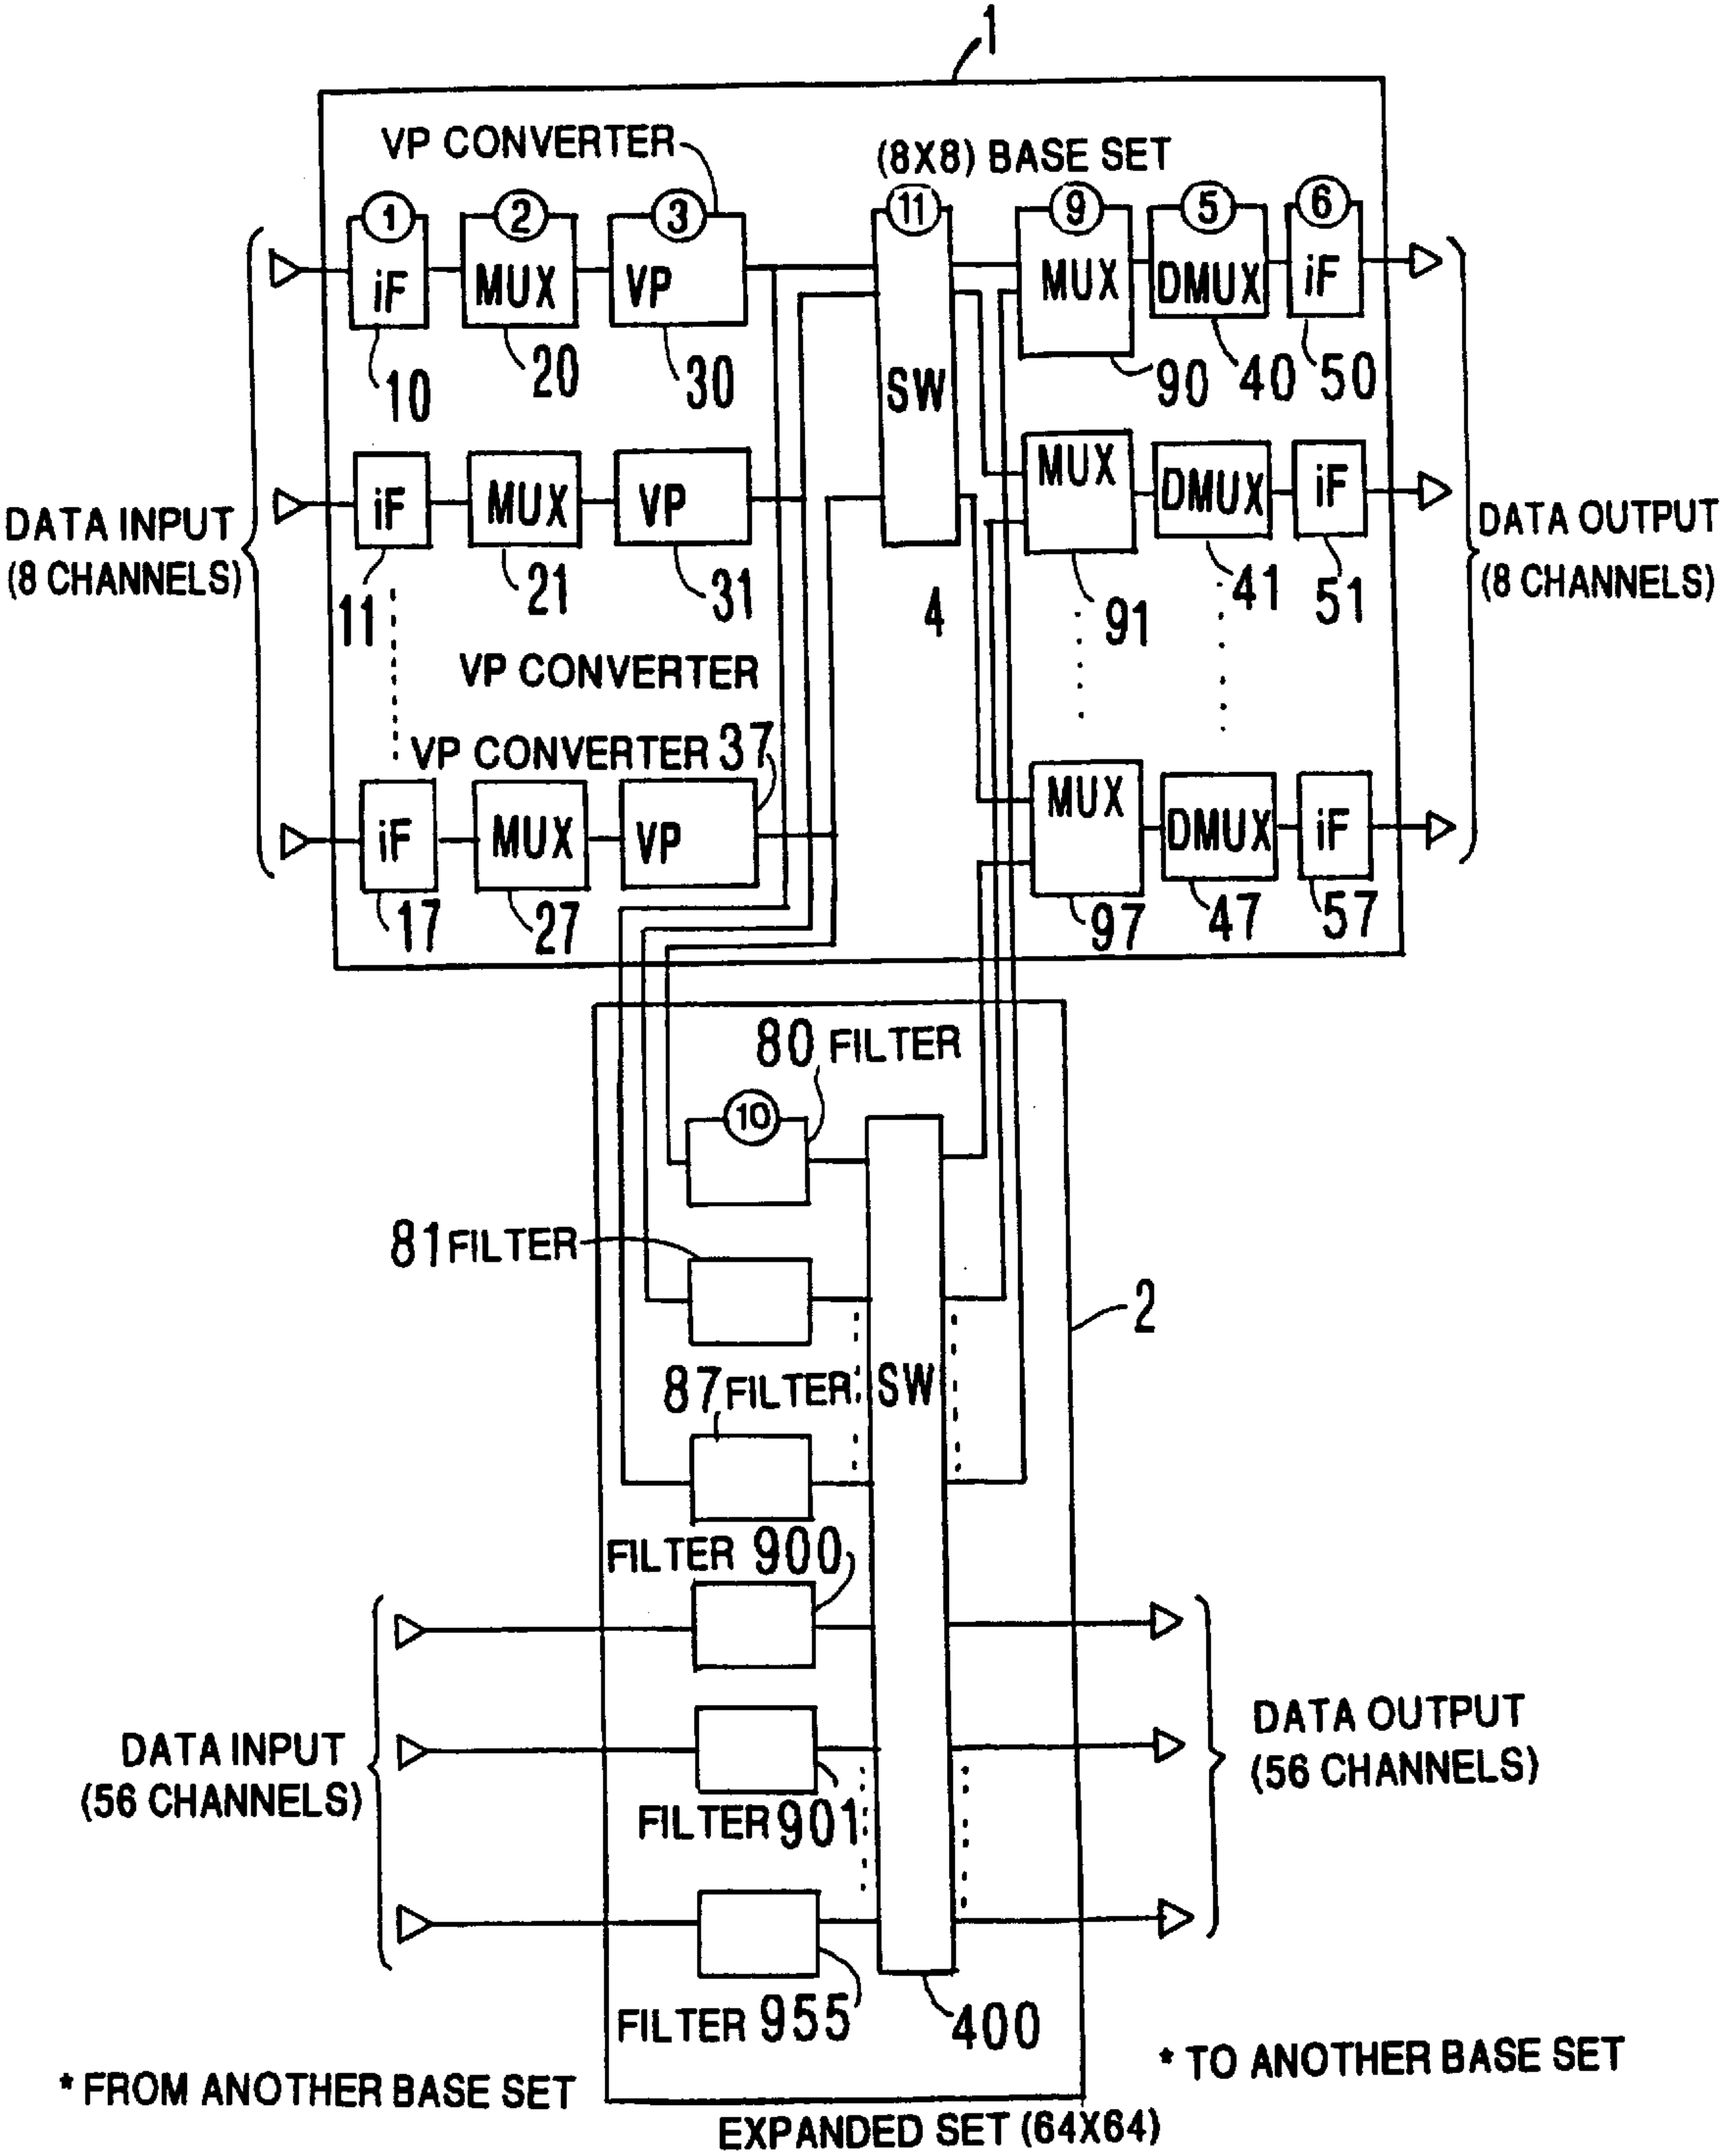 1
VP CONVERTER
(8X8) BASE SET
1 2 3 11 9 5 6
iF MUX VP SW MUX DMUX iF
10 20 30 90 40 50
iF MUX VP MUX DMUX iF
DATA INPUT
(8 CHANNELS)
DATA OUTPUT
(8 CHANNELS)
11 21 31 4 91 41 51
VP CONVERTER
VP CONVERTER 37
iF MUX VP MUX DMUX iF
17 27 97 47 57
80 FILTER
10
81 FILTER
2
87 FILTER
SW
FILTER 900
DATA INPUT
(56 CHANNELS)
DATA OUTPUT
(56 CHANNELS)
FILTER 901
FILTER 955
400
* FROM ANOTHER BASE SET
* TO ANOTHER BASE SET
EXPANDED SET (64X64)